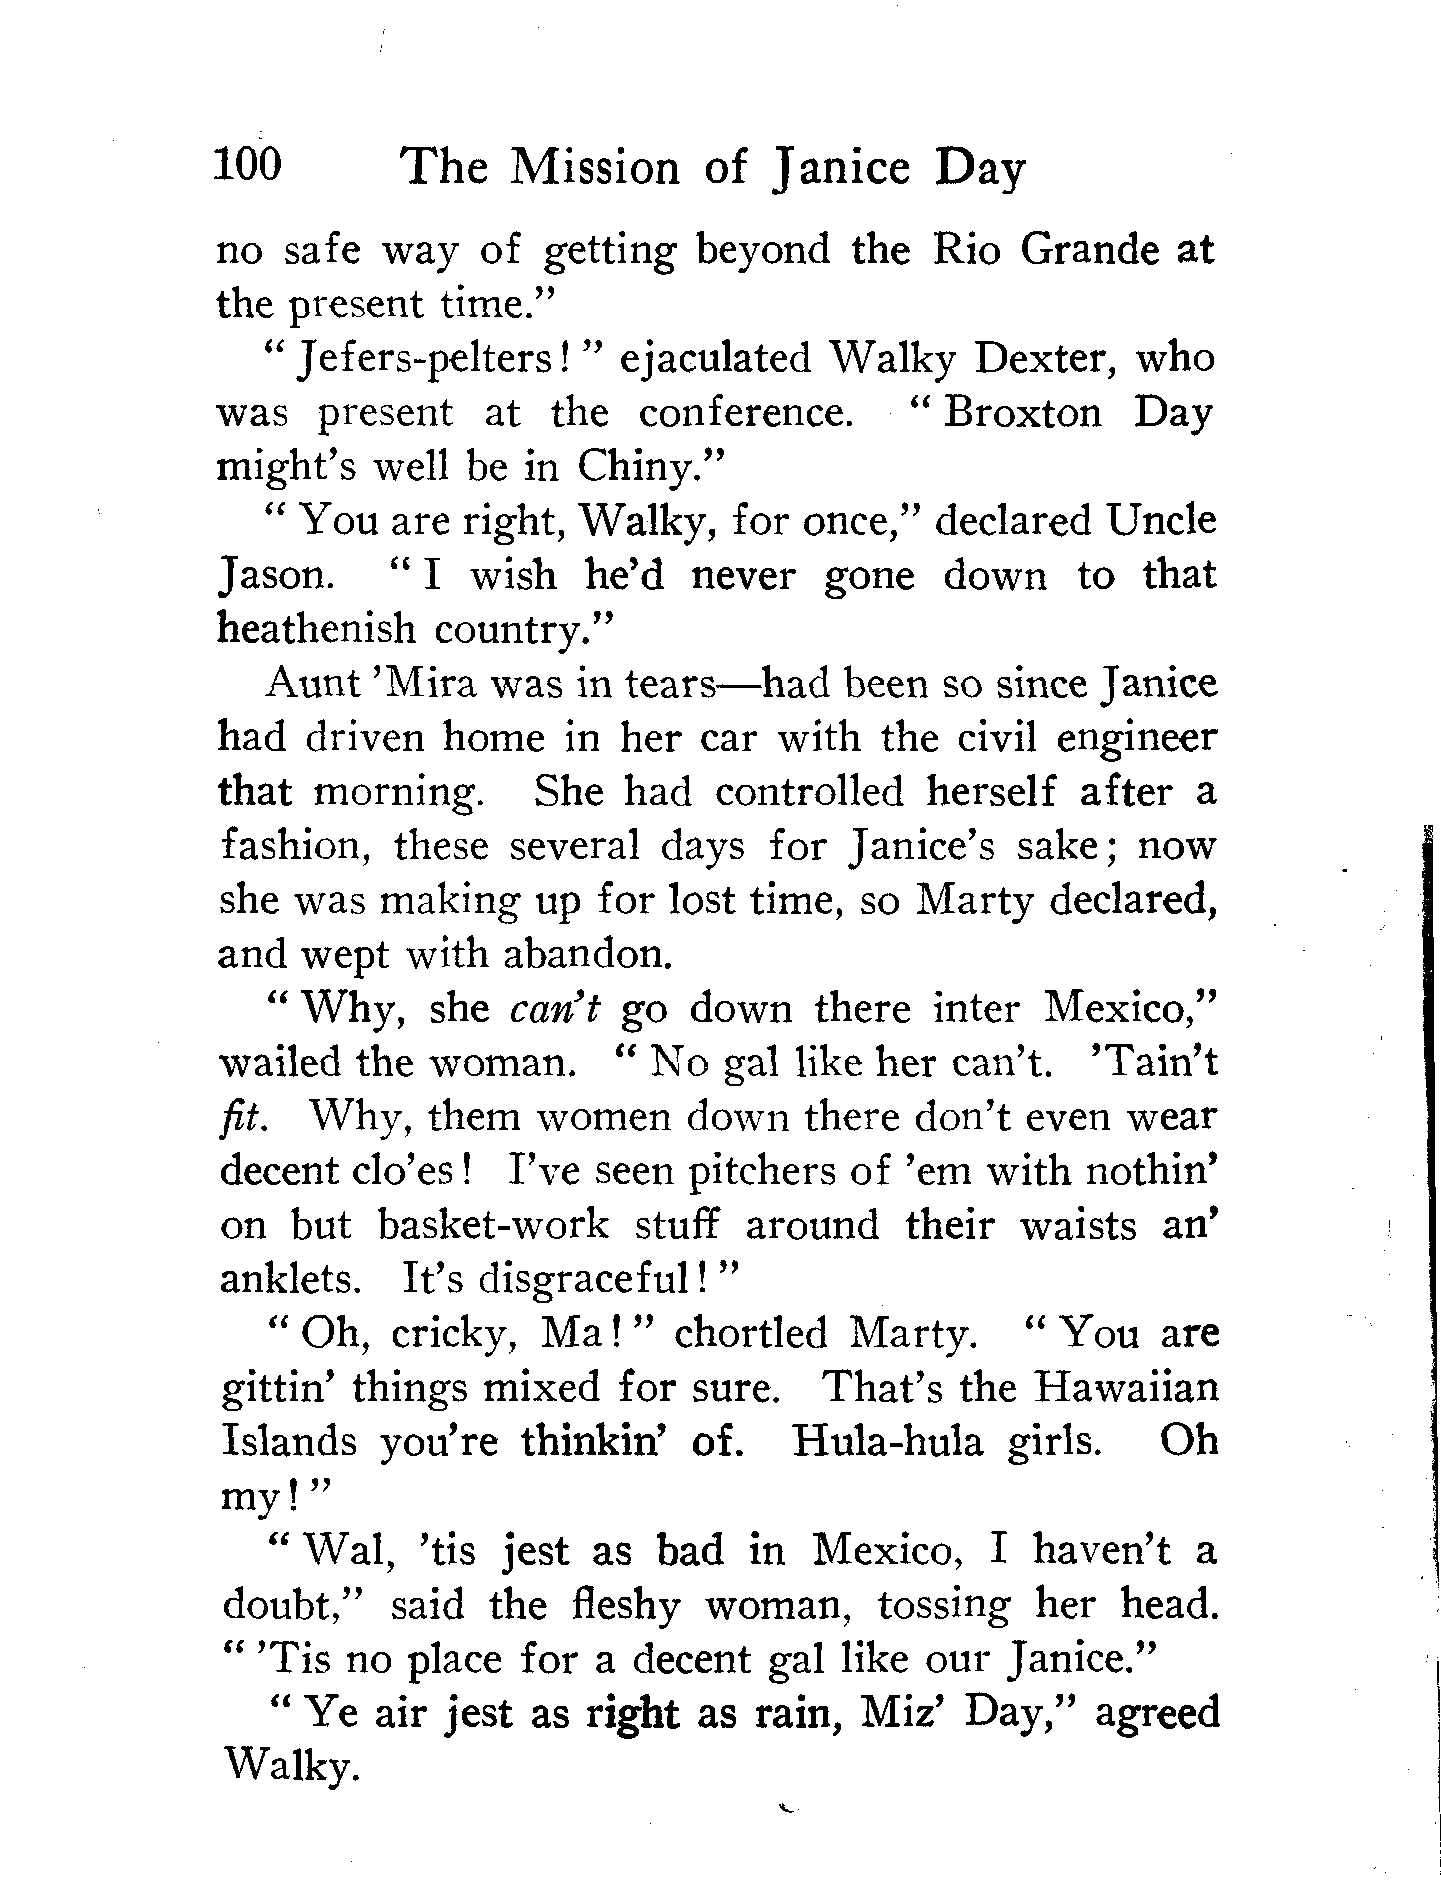 100 The Mission of Janice Day
no safe way of getting beyond the Rio Grande at
the present time.”
“ Jefers-pelters! ” ejaculated Walky Dexter, who
was present at the conference. “ Broxton Day
might’s well be in Chiny.”
“ You are right, Walky, for once,” declared Uncle
Jason. “ I wish he’d never gone down to that
heathenish country.”
Aunt ’Mira was in tears—had been so since Janice
had driven home in her car with the civil engineer
that morning. She had controlled herself after a
fashion, these several days for Janice’s sake; now
she was making up for lost time, so Marty declared,
and wept with abandon.
“ Why, she can’t go down there inter Mexico,”
wailed the woman. “ No gal like her can’t. ’Tain’t
fit. Why, them women down there don’t even wear
decent clo’es! I’ve seen pitchers of ’em with nothin’
on but basket-work stuff around their waists an’
anklets. It’s disgraceful! ”
“ Oh, cricky, Ma! ” chortled Marty. “ You are
gittin’ things mixed for sure. That’s the Hawaiian
Islands you’re thinkin’ of. Hula-hula girls. Oh
my! ”
“ Wal, ’tis jest as bad in Mexico, I haven’t a
doubt,” said the fleshy woman, tossing her head.
“ ’Tis no place for a decent gal like our Janice.”
“ Ye air jest as right as rain, Miz’ Day,” agreed
Walky.